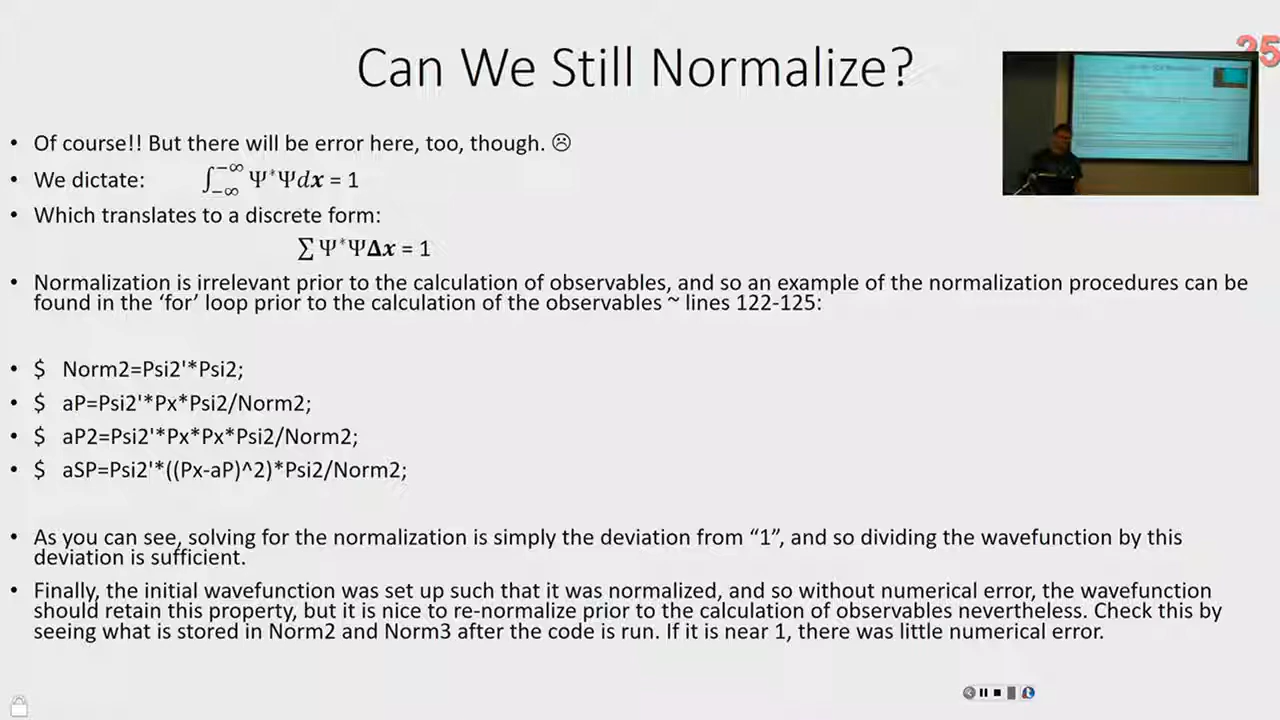 Can We Still Normalize?
25
• Of course!! But there will be error here, too, though. ☹
• We dictate: ∫_{-∞}^{-∞} Ψ*Ψdx = 1
• Which translates to a discrete form:
∑ Ψ*ΨΔx = 1
• Normalization is irrelevant prior to the calculation of observables, and so an example of the normalization procedures can be
found in the ‘for’ loop prior to the calculation of the observables ~ lines 122-125:
• $ Norm2=Psi2'*Psi2;
• $ aP=Psi2'*Px*Psi2/Norm2;
• $ aP2=Psi2'*Px*Px*Psi2/Norm2;
• $ aSP=Psi2'*((Px-aP)^2)*Psi2/Norm2;
• As you can see, solving for the normalization is simply the deviation from “1”, and so dividing the wavefunction by this
deviation is sufficient.
• Finally, the initial wavefunction was set up such that it was normalized, and so without numerical error, the wavefunction
should retain this property, but it is nice to re-normalize prior to the calculation of observables nevertheless. Check this by
seeing what is stored in Norm2 and Norm3 after the code is run. If it is near 1, there was little numerical error.